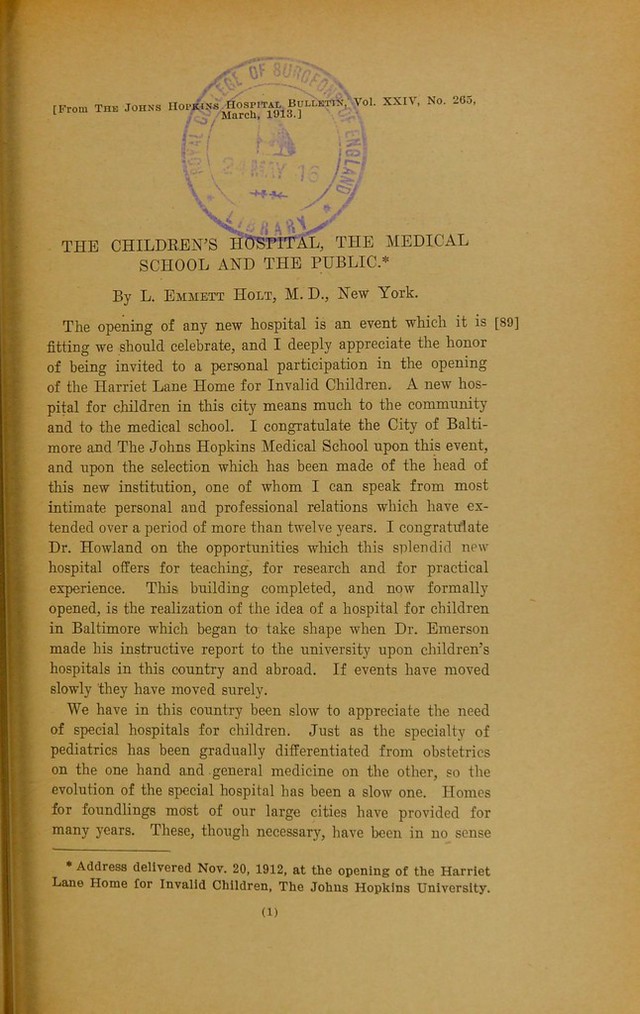 [From THE JOHNS HOPKINS HOSPITAL BULLETIN, Vol. XXIV, No. 265,
March, 1913.]
ROYAL COLLEGE OF SURGEONS OF ENGLAND
24 MAY 16
* LIBRARY *
THE CHILDREN'S HOSPITAL, THE MEDICAL
SCHOOL AND THE PUBLIC.*
By L. EMMETT HOLT, M. D., New York.
The opening of any new hospital is an event which it is [89]
fitting we should celebrate, and I deeply appreciate the honor
of being invited to a personal participation in the opening
of the Harriet Lane Home for Invalid Children. A new hos-
pital for children in this city means much to the community
and to the medical school. I congratulate the City of Balti-
more and The Johns Hopkins Medical School upon this event,
and upon the selection which has been made of the head of
this new institution, one of whom I can speak from most
intimate personal and professional relations which have ex-
tended over a period of more than twelve years. I congratulate
Dr. Howland on the opportunities which this splendid new
hospital offers for teaching, for research and for practical
experience. This building completed, and now formally
opened, is the realization of the idea of a hospital for children
in Baltimore which began to take shape when Dr. Emerson
made his instructive report to the university upon children's
hospitals in this country and abroad. If events have moved
slowly they have moved surely.
We have in this country been slow to appreciate the need
of special hospitals for children. Just as the specialty of
pediatrics has been gradually differentiated from obstetrics
on the one hand and general medicine on the other, so the
evolution of the special hospital has been a slow one. Homes
for foundlings most of our large cities have provided for
many years. These, though necessary, have been in no sense
* Address delivered Nov. 20, 1912, at the opening of the Harriet
Lane Home for Invalid Children, The Johns Hopkins University.
(1)